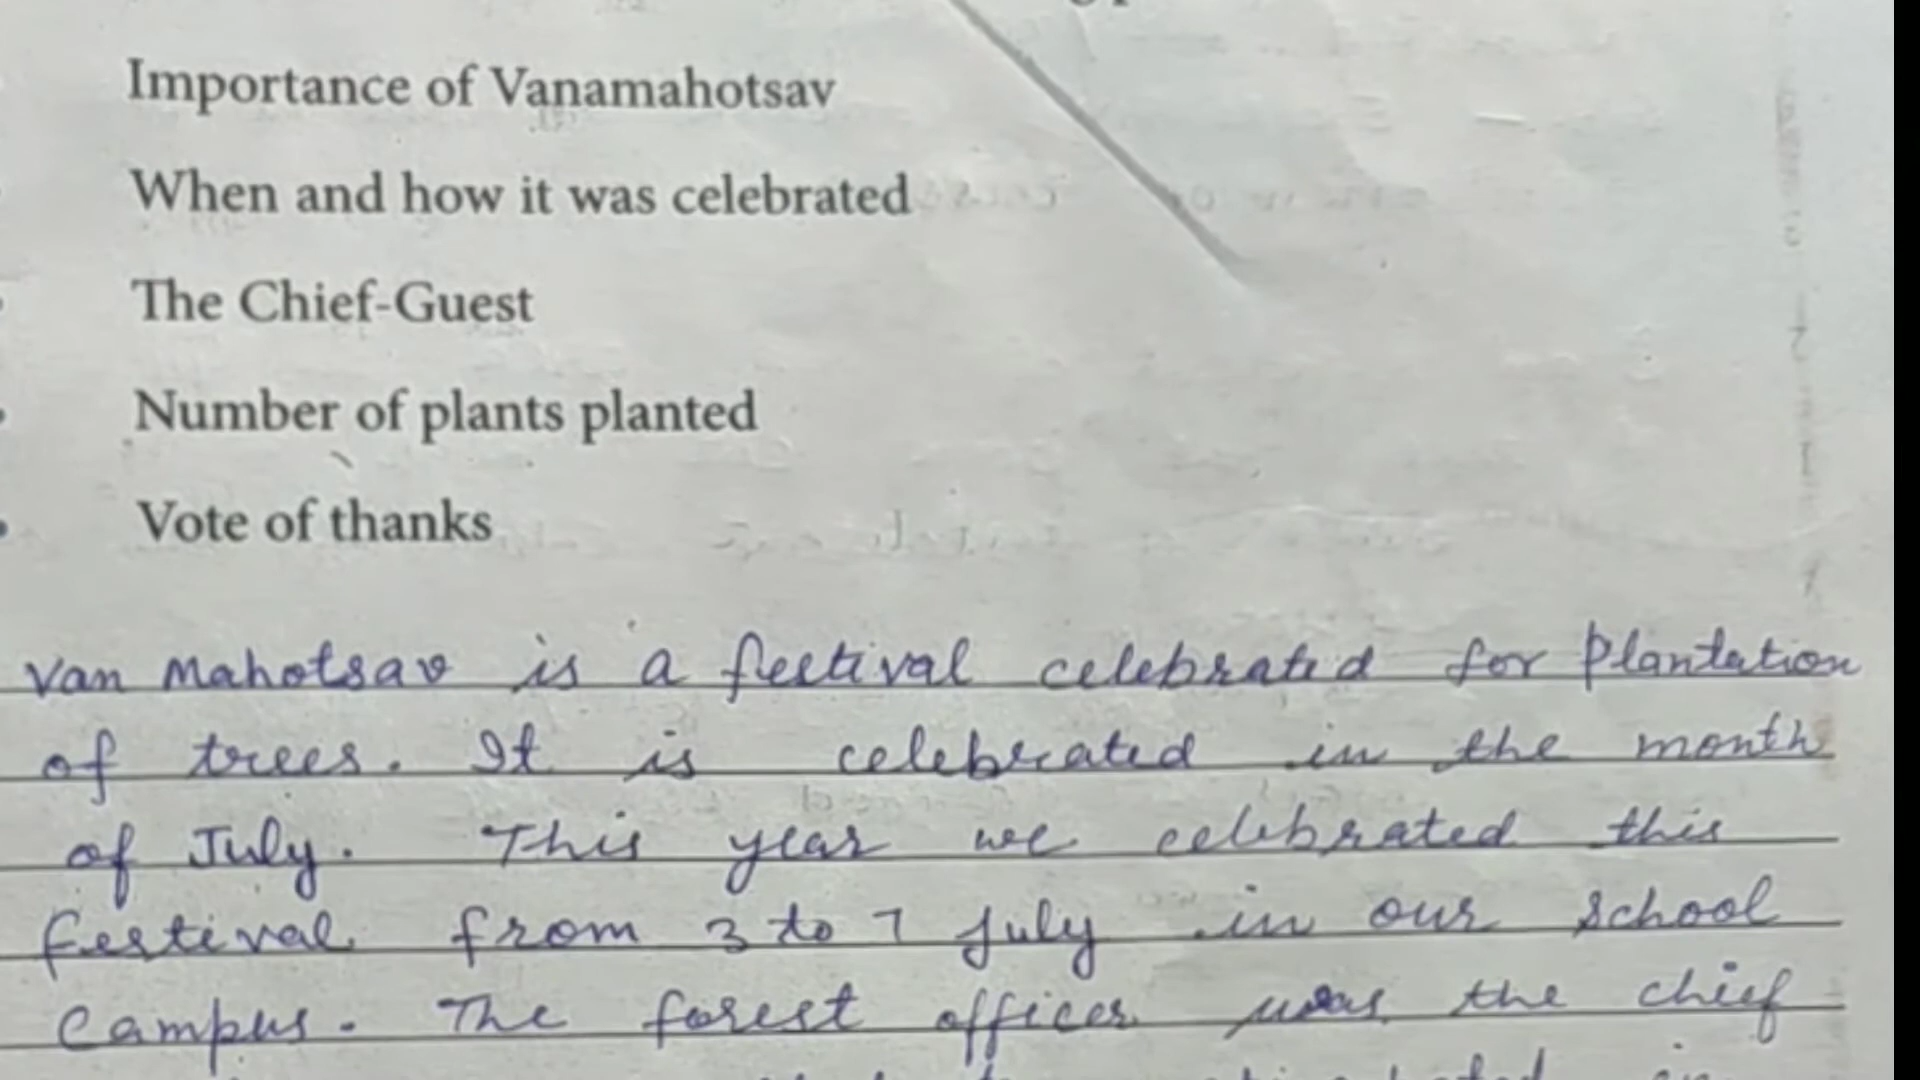 Importance of Vanamahotsav
When and how it was celebrated
The Chief-Guest
Number of plants planted
Vote of thanks
Van Mahotsav is a festival celebrated for plantation
of trees. It is celebrated in the month
of July. This year we celebrated this
festival from 3 to 7 July in our school
campus. The forest officer was the chief